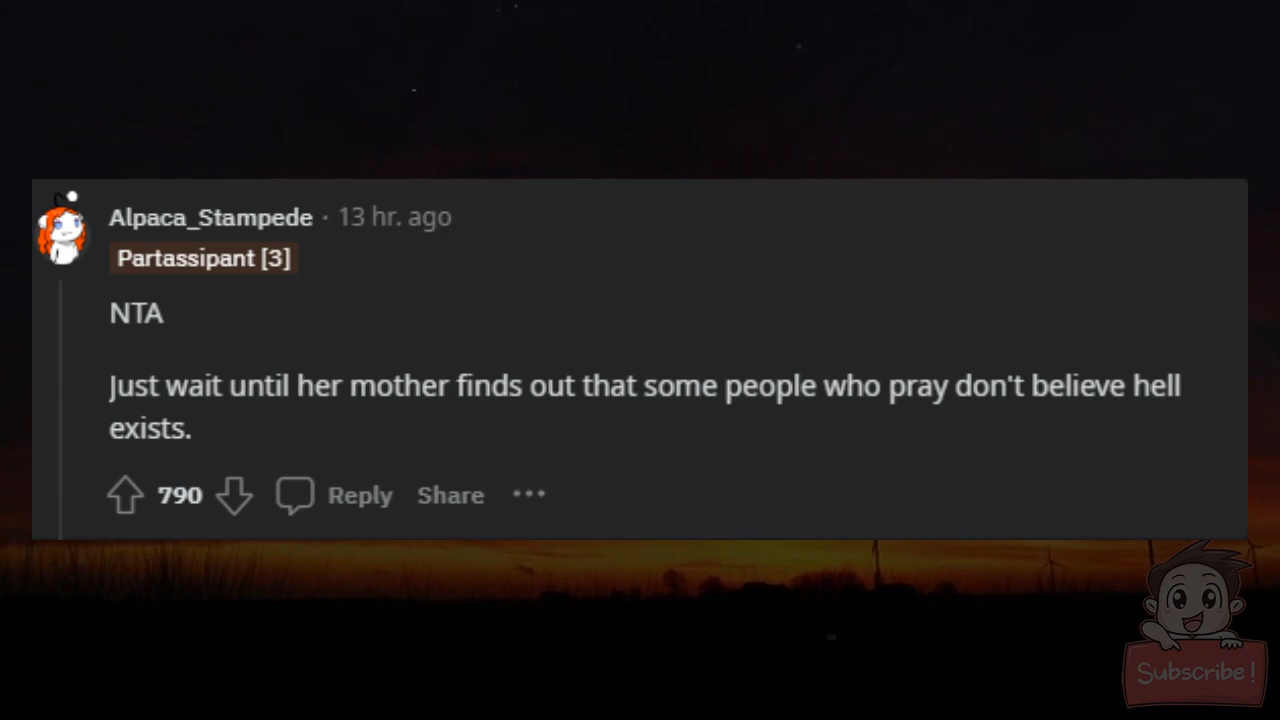 Alpaca_Stampede · 13 hr. ago
Partassipant [3]
NTA
Just wait until her mother finds out that some people who pray don't believe hell
exists.
790 Reply Share ···
Subscribe!